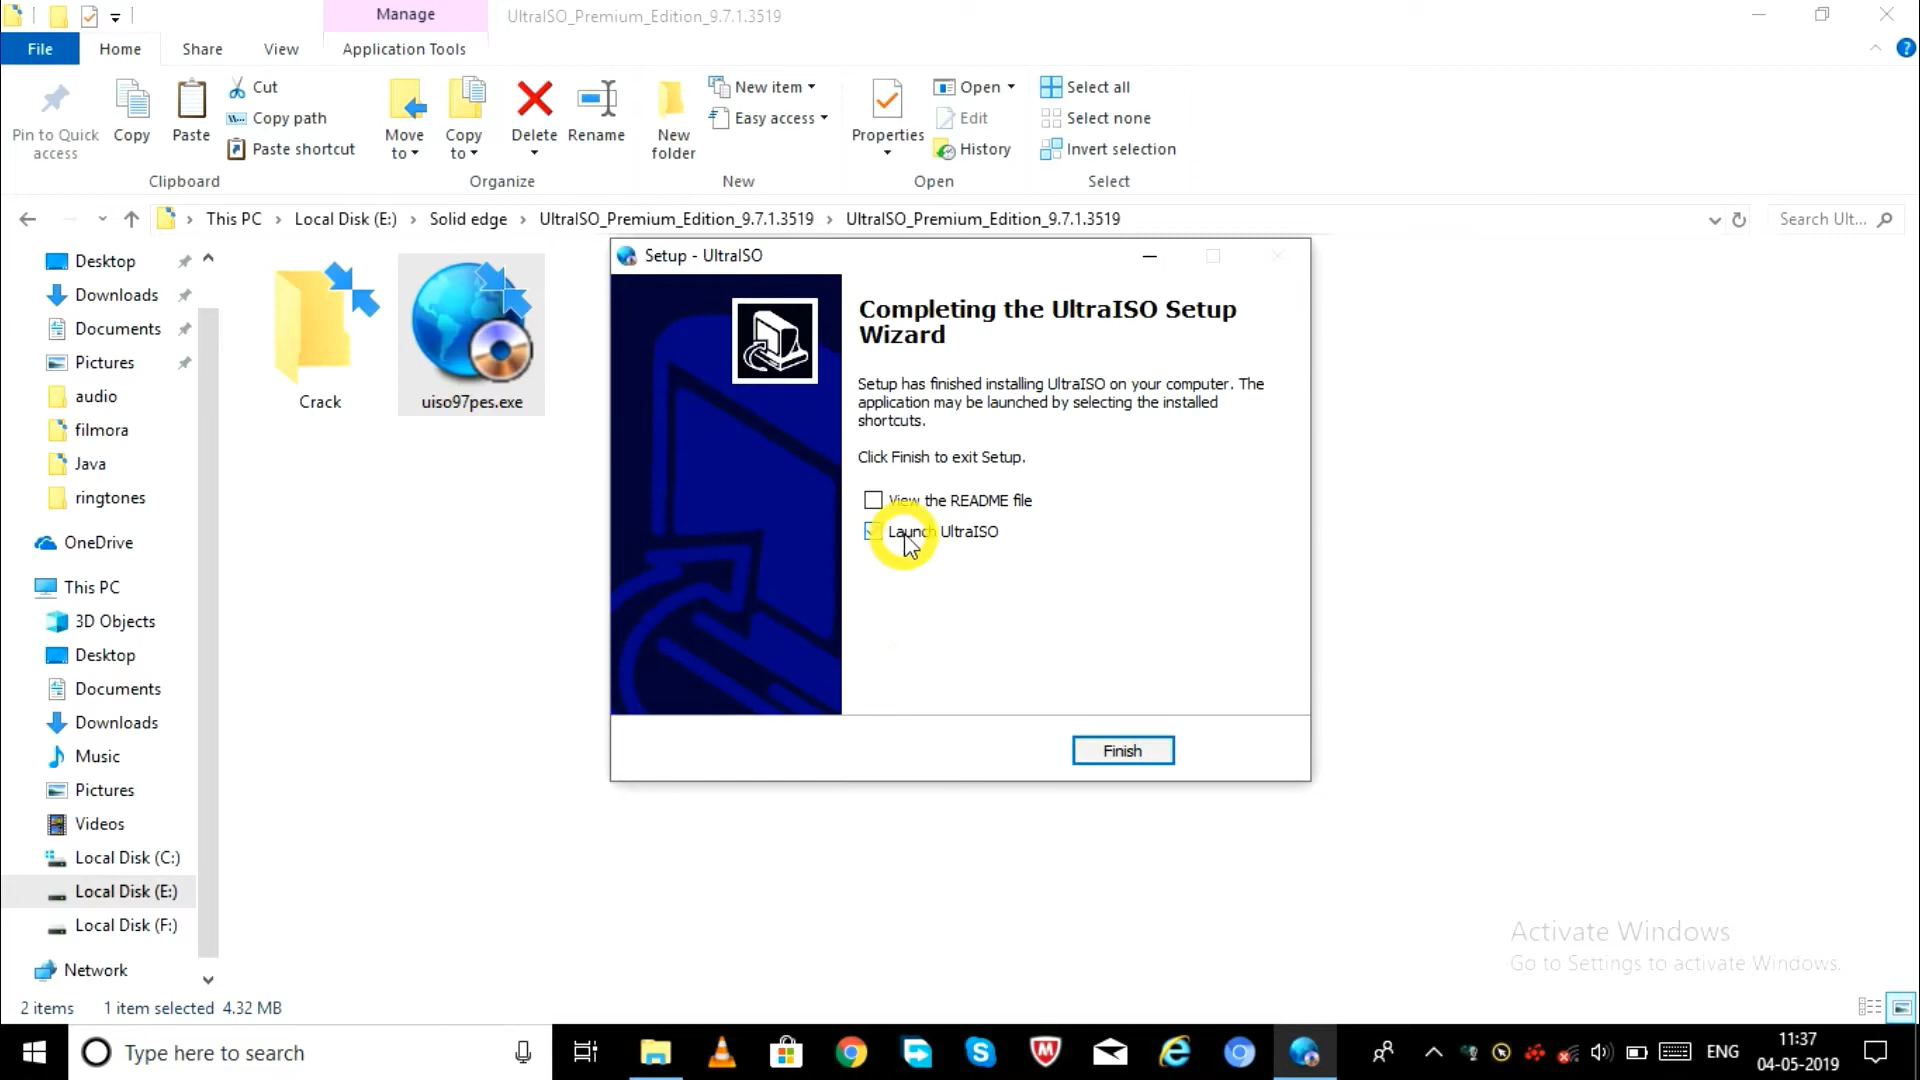 Manage
UltraISO_Premium_Edition_9.7.1.3519
File
Home
Share
View
Application Tools
Pin to Quick
access
Copy
Paste
Cut
Copy path
Paste shortcut
Move
to
Copy
to
Delete
Rename
New
folder
New item
Easy access
Properties
Open
Edit
History
Select all
Select none
Invert selection
Clipboard
Organize
New
Open
Select
This PC
Local Disk (E:)
Solid edge
UltraISO_Premium_Edition_9.7.1.3519
UltraISO_Premium_Edition_9.7.1.3519
Search Ult...
Desktop
Downloads
Documents
Pictures
audio
filmora
Java
ringtones
OneDrive
This PC
3D Objects
Desktop
Documents
Downloads
Music
Pictures
Videos
Local Disk (C:)
Local Disk (E:)
Local Disk (F:)
Network
Crack
uiso97pes.exe
Setup - UltraISO
Completing the UltraISO Setup
Wizard
Setup has finished installing UltraISO on your computer. The
application may be launched by selecting the installed
shortcuts.
Click Finish to exit Setup.
View the README file
Launch UltraISO
Finish
Activate Windows
Go to Settings to activate Windows.
2 items
1 item selected 4.32 MB
Type here to search
ENG
11:37
04-05-2019